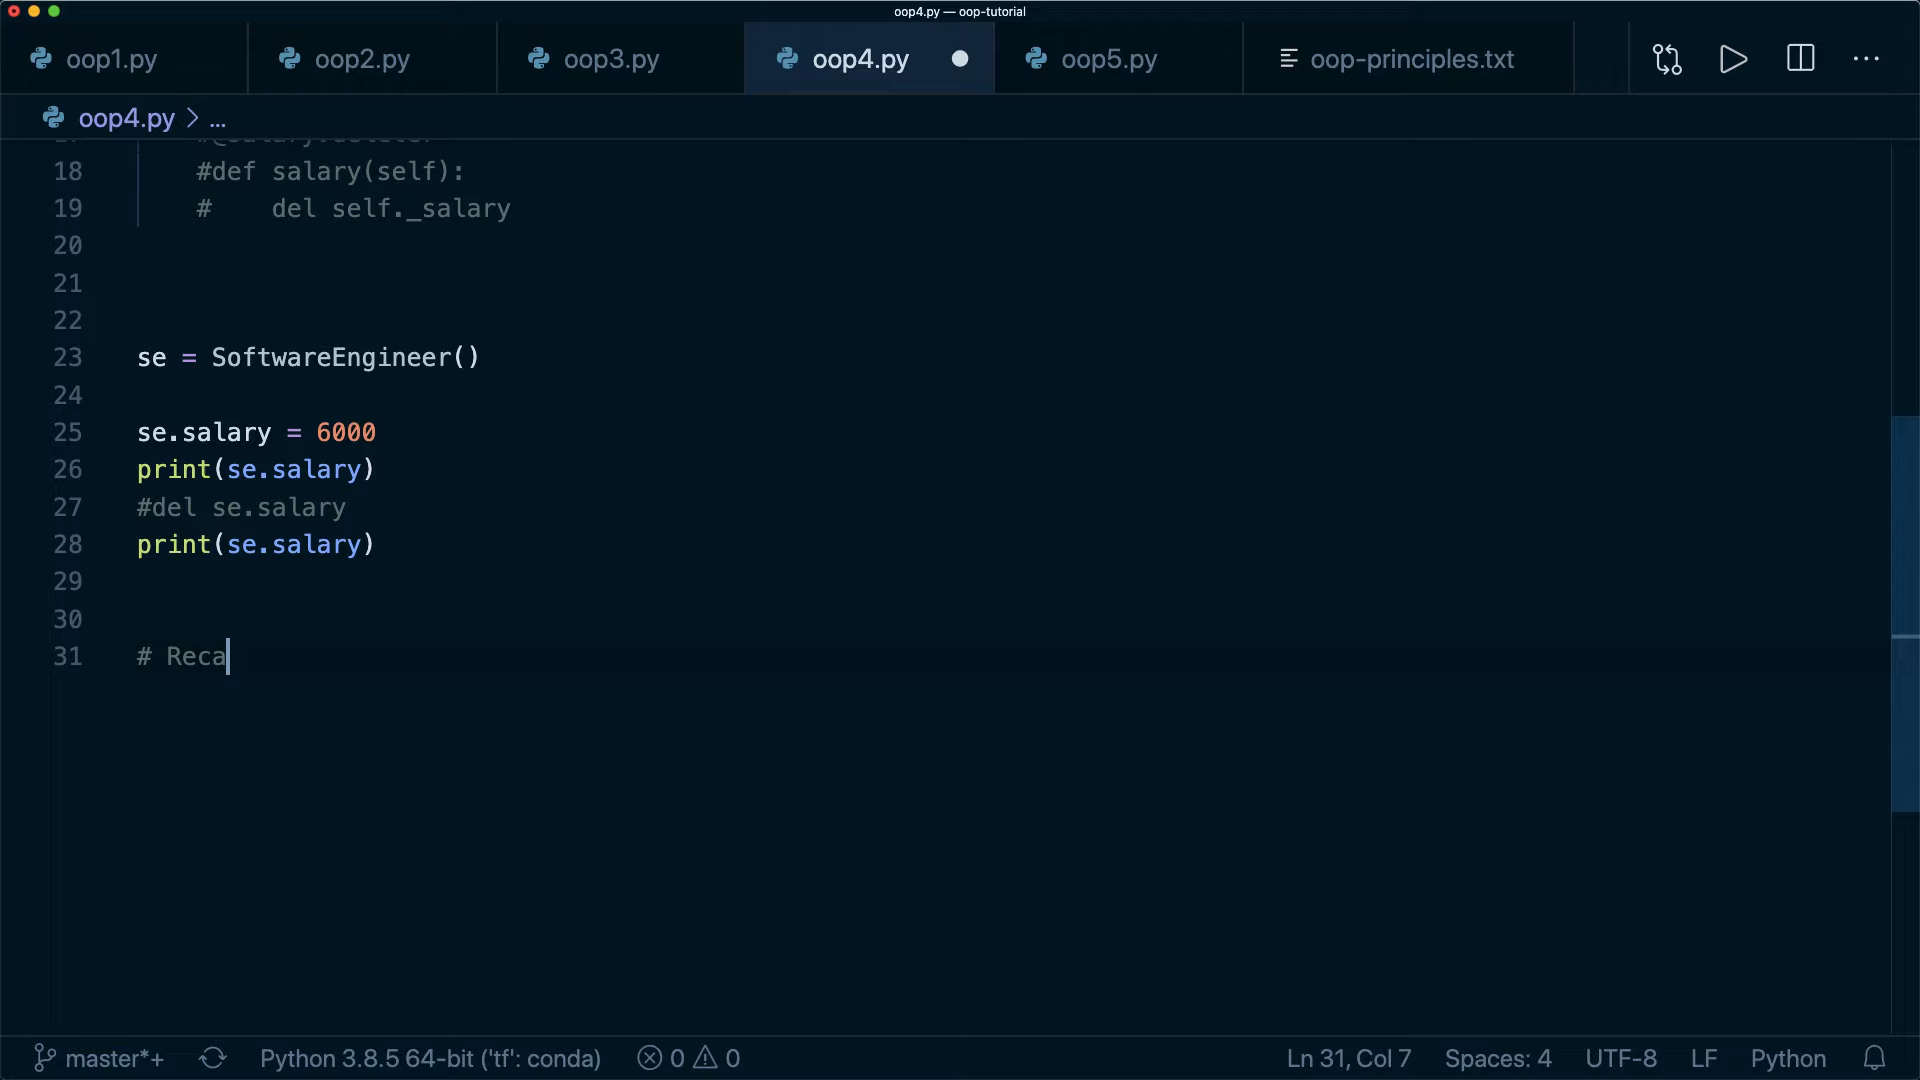 oop4.py — oop-tutorial
oop1.py
oop2.py
oop3.py
oop4.py
oop5.py
oop-principles.txt
oop4.py > ...
18 #def salary(self):
19 #    del self._salary
20
21
22
23 se = SoftwareEngineer()
24
25 se.salary = 6000
26 print(se.salary)
27 #del se.salary
28 print(se.salary)
29
30
31 # Reca
master*+
Python 3.8.5 64-bit ('tf': conda)
0
0
Ln 31, Col 7
Spaces: 4
UTF-8
LF
Python